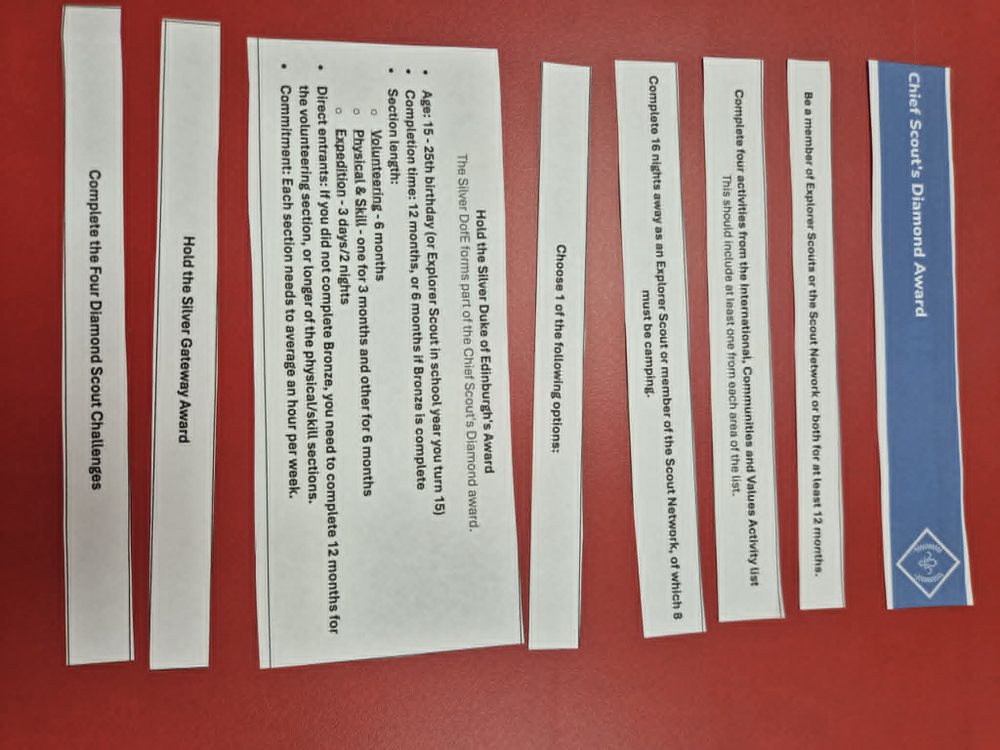 Chief Scout's Diamond Award
Be a member of Explorer Scouts or the Scout Network or both for at least 12 months.
Complete four activities from the International, Communities and Values Activity list
This should include at least one from each area of the list.
Complete 16 nights away as an Explorer Scout or member of the Scout Network, of which 8
must be camping.
Choose 1 of the following options:
Hold the Silver Duke of Edinburgh's Award
The Silver DofE forms part of the Chief Scout's Diamond award.
• Age: 15 - 25th birthday (or Explorer Scout in school year you turn 15)
• Completion time: 12 months, or 6 months if Bronze is complete
• Section length:
○ Volunteering - 6 months
○ Physical & Skill - one for 3 months and other for 6 months
○ Expedition - 3 days/2 nights
• Direct entrants: If you did not complete Bronze, you need to complete 12 months for
the volunteering section, or longer of the physical/skill sections.
• Commitment: Each section needs to average an hour per week.
Hold the Silver Gateway Award
Complete the Four Diamond Scout Challenges